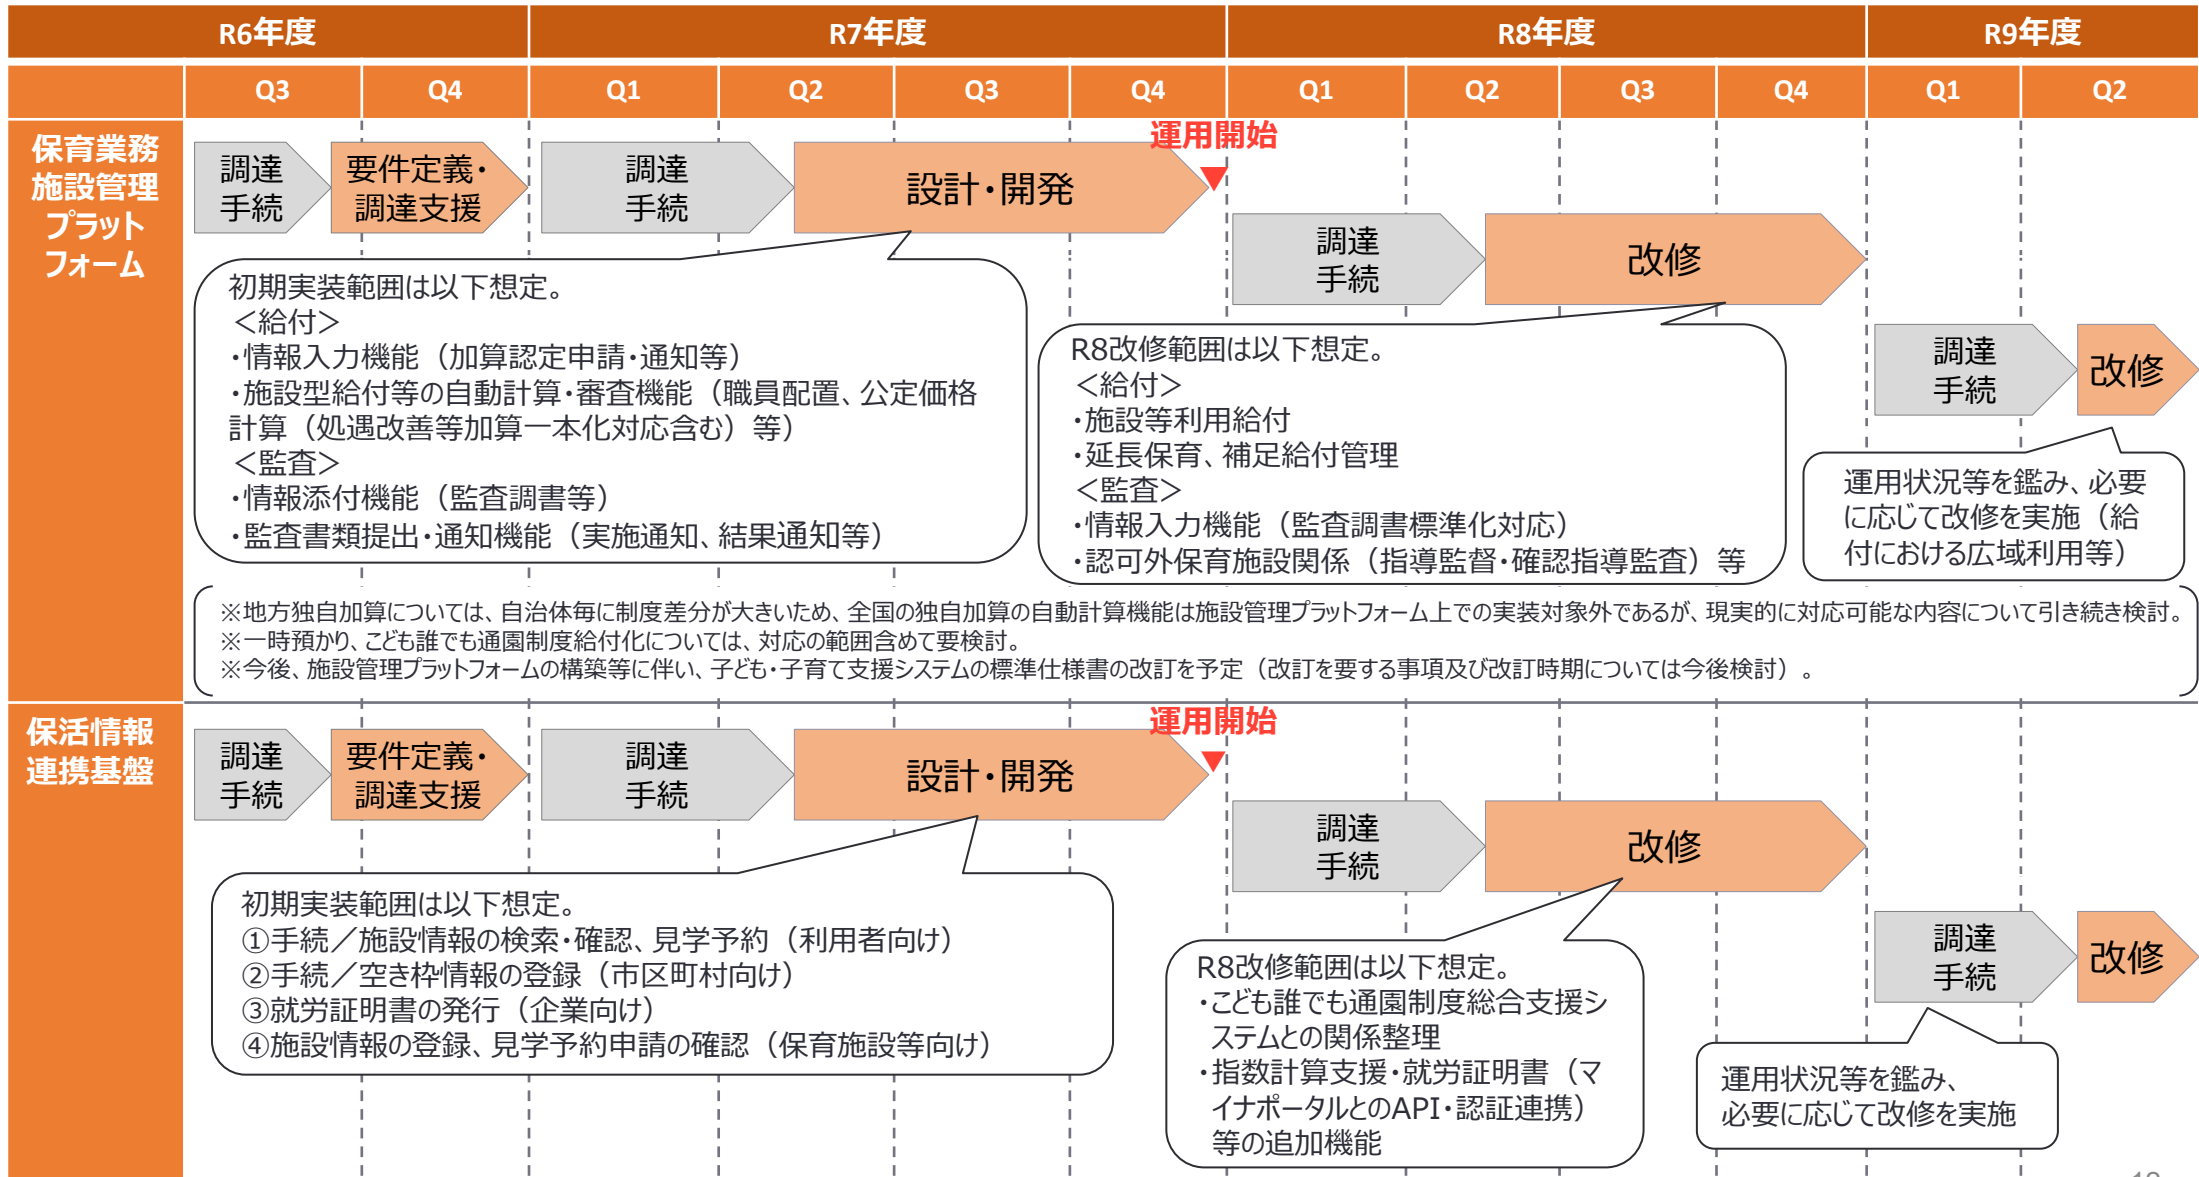 R6年度
R7年度
R8年度
R9年度
Q3
Q4
Q1
Q2
Q3
Q4
Q1
Q2
Q3
Q4
Q1
Q2
保育業務
施設管理
プラット
フォーム
調達
手続
要件定義・
調達支援
調達
手続
設計・開発
運用開始
調達
手続
改修
調達
手続
改修
初期実装範囲は以下想定。
＜給付＞
・情報入力機能（加算認定申請・通知等）
・施設型給付等の自動計算・審査機能（職員配置、公定価格
計算（処遇改善等加算一本化対応含む）等）
＜監査＞
・情報添付機能（監査調書等）
・監査書類提出・通知機能（実施通知、結果通知等）
R8改修範囲は以下想定。
＜給付＞
・施設等利用給付
・延長保育、補足給付管理
＜監査＞
・情報入力機能（監査調書標準化対応）
・認可外保育施設関係（指導監督・確認指導監査）等
運用状況等を鑑み、必要
に応じて改修を実施（給
付における広域利用等）
※地方独自加算については、自治体毎に制度差分が大きいため、全国の独自加算の自動計算機能は施設管理プラットフォーム上での実装対象外であるが、現実的に対応可能な内容について引き続き検討。
※一時預かり、こども誰でも通園制度給付化については、対応の範囲含めて要検討。
※今後、施設管理プラットフォームの構築等に伴い、子ども・子育て支援システムの標準仕様書の改訂を予定（改訂を要する事項及び改訂時期については今後検討）。
保活情報
連携基盤
調達
手続
要件定義・
調達支援
調達
手続
設計・開発
運用開始
調達
手続
改修
調達
手続
改修
初期実装範囲は以下想定。
①手続／施設情報の検索・確認、見学予約（利用者向け）
②手続／空き枠情報の登録（市区町村向け）
③就労証明書の発行（企業向け）
④施設情報の登録、見学予約申請の確認（保育施設等向け）
R8改修範囲は以下想定。
・こども誰でも通園制度総合支援シ
ステムとの関係整理
・指数計算支援・就労証明書（マ
イナポータルとのAPI・認証連携）
等の追加機能
運用状況等を鑑み、
必要に応じて改修を実施